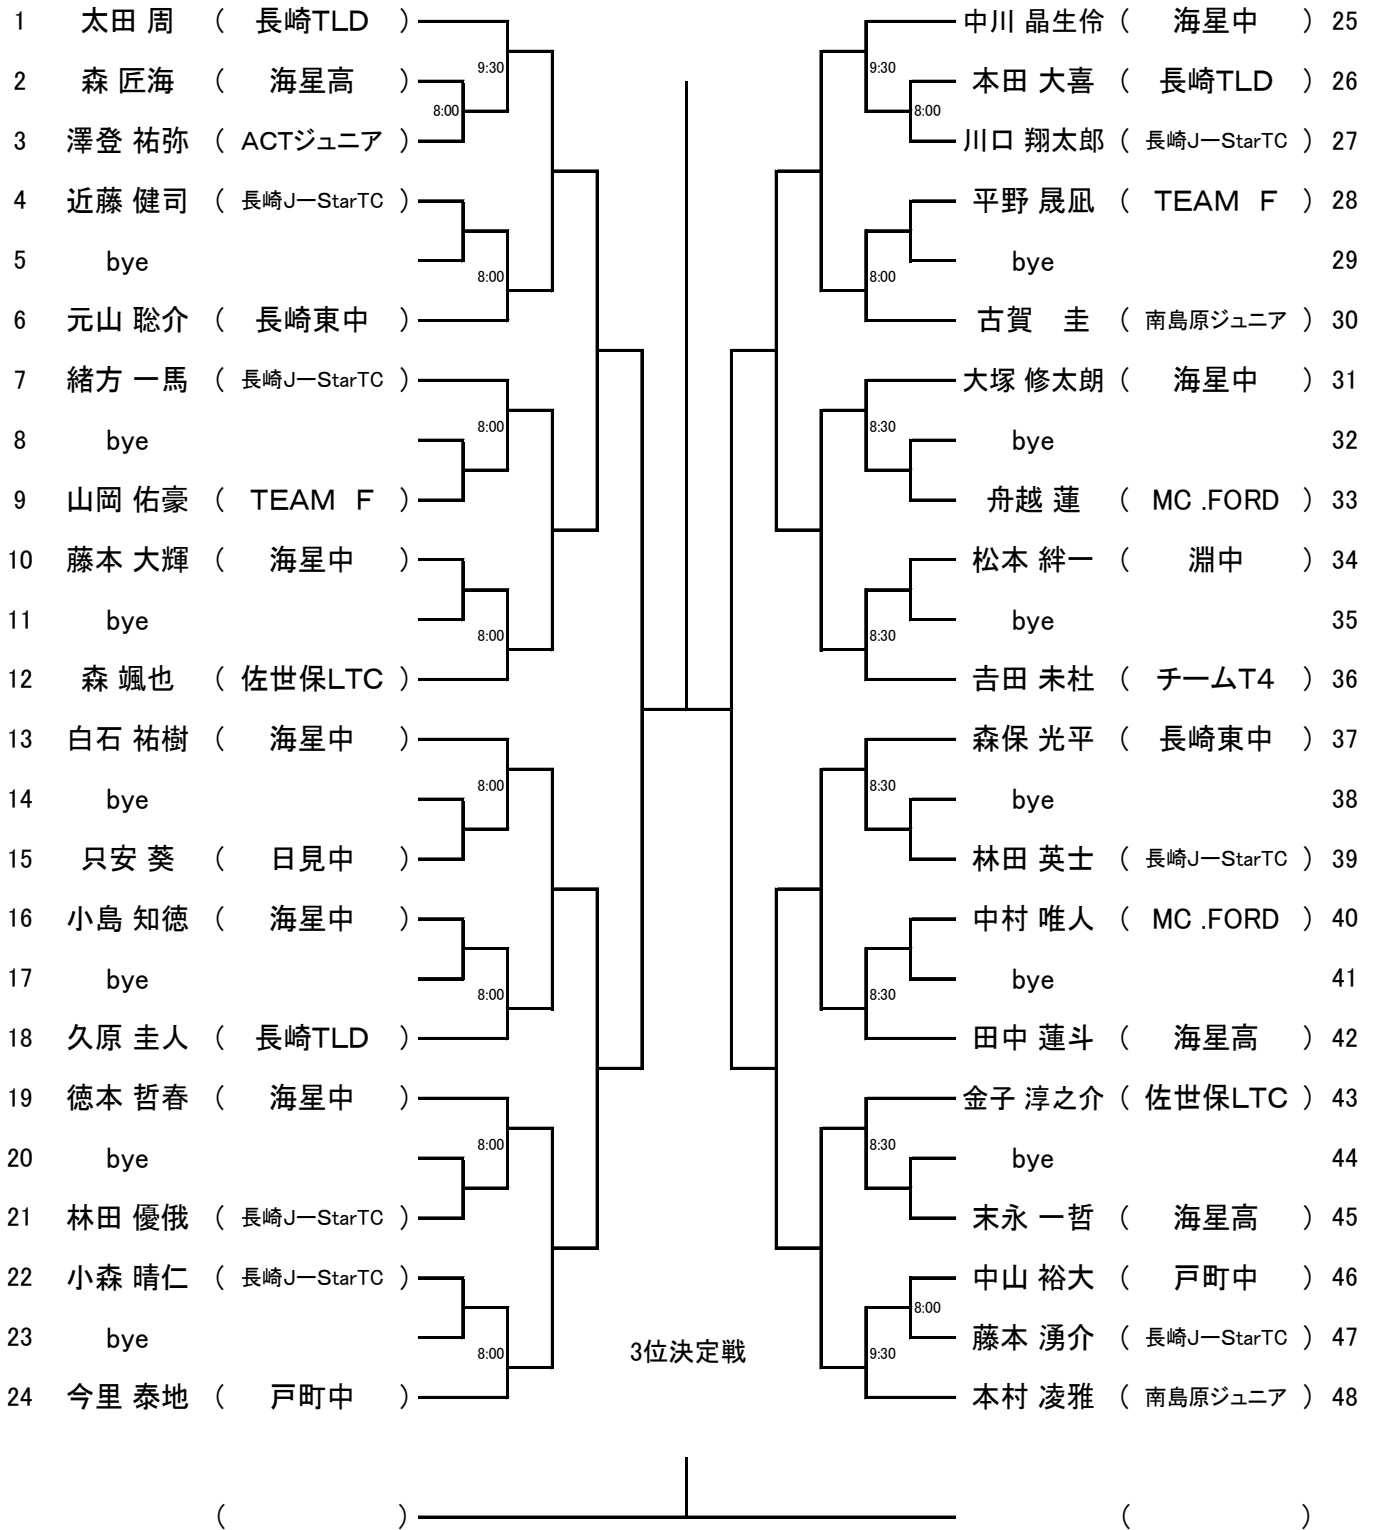 1 太田 周 ( 長崎TLD ) 中川 晶生伶 ( 海星中 ) 25
9:30 9:30
2 森 匠海 ( 海星高 ) 本田 大喜 ( 長崎TLD ) 26
8:00 8:00
3 澤登 祐弥 ( ACTジュニア ) 川口 翔太郎 ( 長崎J－StarTC ) 27
4 近藤 健司 ( 長崎J－StarTC ) 平野 晟凪 ( TEAM F ) 28
5 bye bye 29
8:00 8:00
6 元山 聡介 ( 長崎東中 ) 古賀 圭 ( 南島原ジュニア ) 30
7 緒方 一馬 ( 長崎J－StarTC ) 大塚 修太朗 ( 海星中 ) 31
8:00 8:30
8 bye bye 32
9 山岡 佑豪 ( TEAM F ) 舟越 蓮 ( MC .FORD ) 33
10 藤本 大輝 ( 海星中 ) 松本 絆一 ( 淵中 ) 34
11 bye bye 35
8:00 8:30
12 森 颯也 ( 佐世保LTC ) 𠮷田 未杜 ( チームT4 ) 36
13 白石 祐樹 ( 海星中 ) 森保 光平 ( 長崎東中 ) 37
8:00 8:30
14 bye bye 38
15 只安 葵 ( 日見中 ) 林田 英士 ( 長崎J－StarTC ) 39
16 小島 知徳 ( 海星中 ) 中村 唯人 ( MC .FORD ) 40
17 bye bye 41
8:00 8:30
18 久原 圭人 ( 長崎TLD ) 田中 蓮斗 ( 海星高 ) 42
19 徳本 哲春 ( 海星中 ) 金子 淳之介 ( 佐世保LTC ) 43
8:00 8:30
20 bye bye 44
21 林田 優俄 ( 長崎J－StarTC ) 末永 一哲 ( 海星高 ) 45
22 小森 晴仁 ( 長崎J－StarTC ) 中山 裕大 ( 戸町中 ) 46
8:00
23 bye 藤本 湧介 ( 長崎J－StarTC ) 47
8:00 3位決定戦 9:30
24 今里 泰地 ( 戸町中 ) 本村 凌雅 ( 南島原ジュニア ) 48
( ) ( )